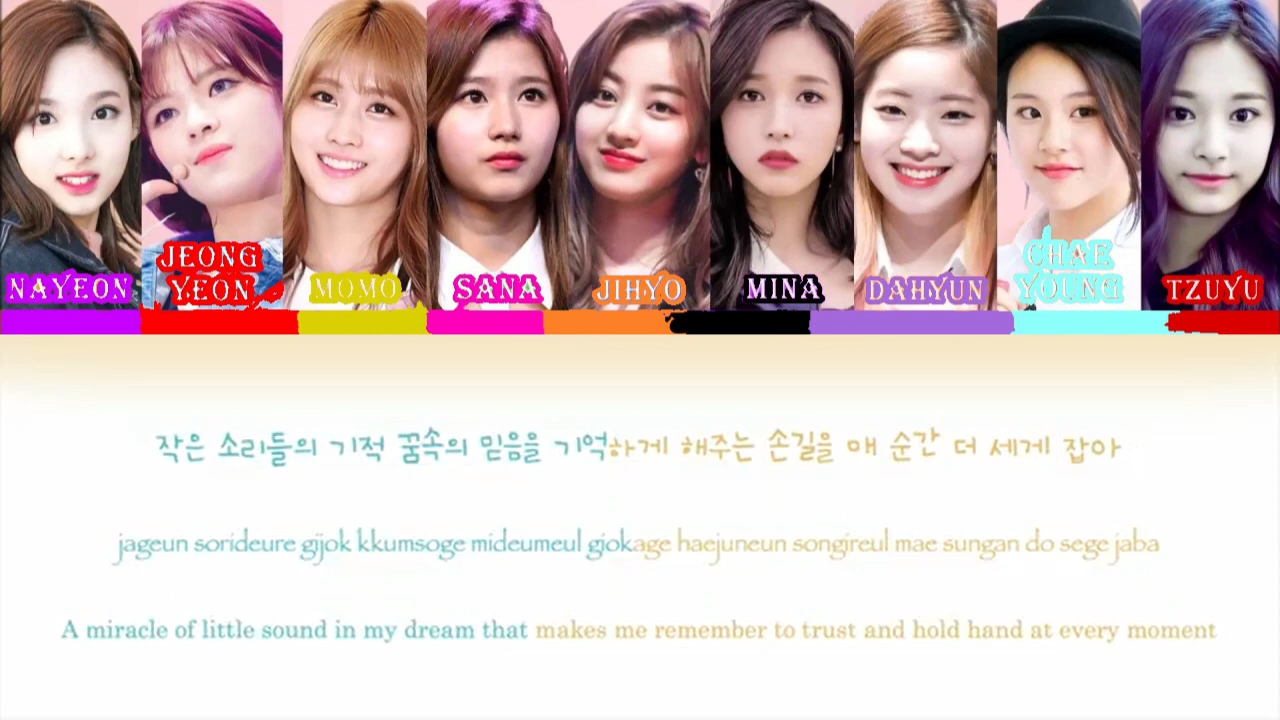 NAYEON
JEONG
YEON
MOMO
SANA
JIHYO
MINA
DAHYUN
CHAE
YOUNG
TZUYU
작은 소리들의 기적 꿈속의 믿음을 기억하게 해주는 손길을 매 순간 더 세게 잡아
jageun sorideure gijok kkumsoge mideumeul giokage haejuneun songireul mae sungan do sege jaba
A miracle of little sound in my dream that makes me remember to trust and hold hand at every moment